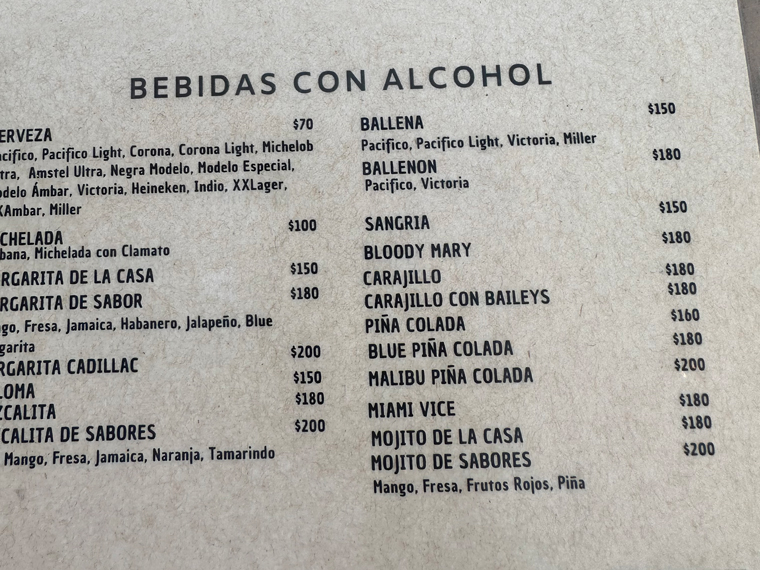 BEBIDAS CON ALCOHOL
ERVEZA $70
cifico, Pacifico Light, Corona, Corona Light, Michelob
tra, Amstel Ultra, Negra Modelo, Modelo Especial,
odelo Ámbar, Victoria, Heineken, Indio, XXLager,
XAmbar, Miller
CHELADA $100
bana, Michelada con Clamato
RGARITA DE LA CASA $150
RGARITA DE SABOR $180
go, Fresa, Jamaica, Habanero, Jalapeño, Blue
garita
RGARITA CADILLAC $200
LOMA $150
ZCALITA $180
CALITA DE SABORES $200
Mango, Fresa, Jamaica, Naranja, Tamarindo
BALLENA $150
Pacifico, Pacifico Light, Victoria, Miller
BALLENON $180
Pacifico, Victoria
SANGRIA $150
BLOODY MARY $180
CARAJILLO $180
CARAJILLO CON BAILEYS $180
PIÑA COLADA $160
BLUE PIÑA COLADA $180
MALIBU PIÑA COLADA $200
MIAMI VICE $180
MOJITO DE LA CASA $180
MOJITO DE SABORES $200
Mango, Fresa, Frutos Rojos, Piña